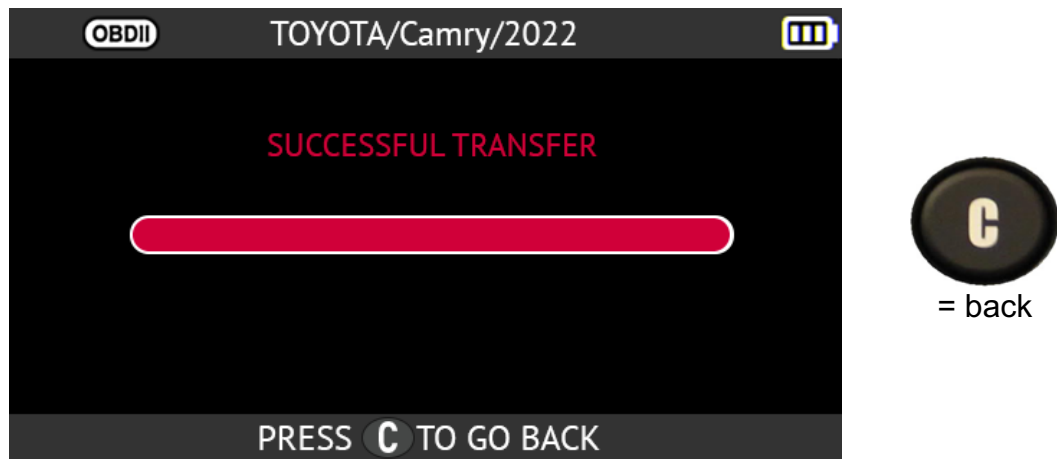 OBDII TOYOTA/Camry/2022
SUCCESSFUL TRANSFER
C
= back
PRESS C TO GO BACK